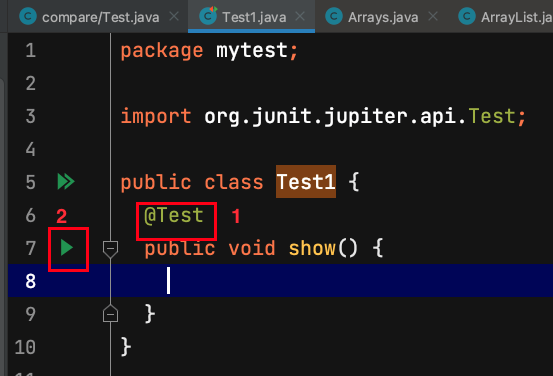 compare/Test.java × Test1.java × Arrays.java × ArrayList.ja
1 package mytest;
2
3 import org.junit.jupiter.api.Test;
4
5 public class Test1 {
6 2 @Test 1
7 public void show() {
8
9 }
10 }